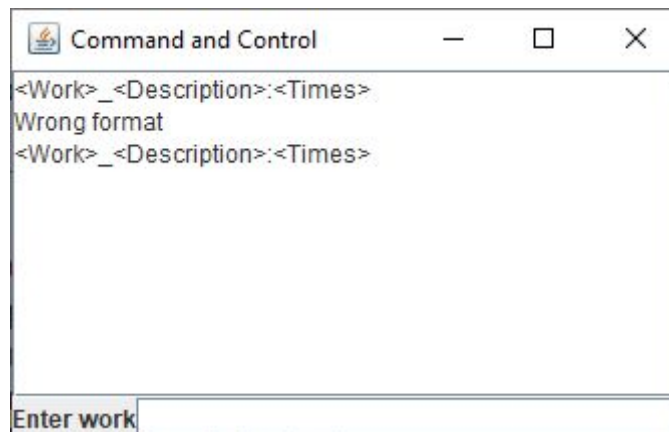 Command and Control
<Work>_<Description>:<Times>
Wrong format
<Work>_<Description>:<Times>
Enter work